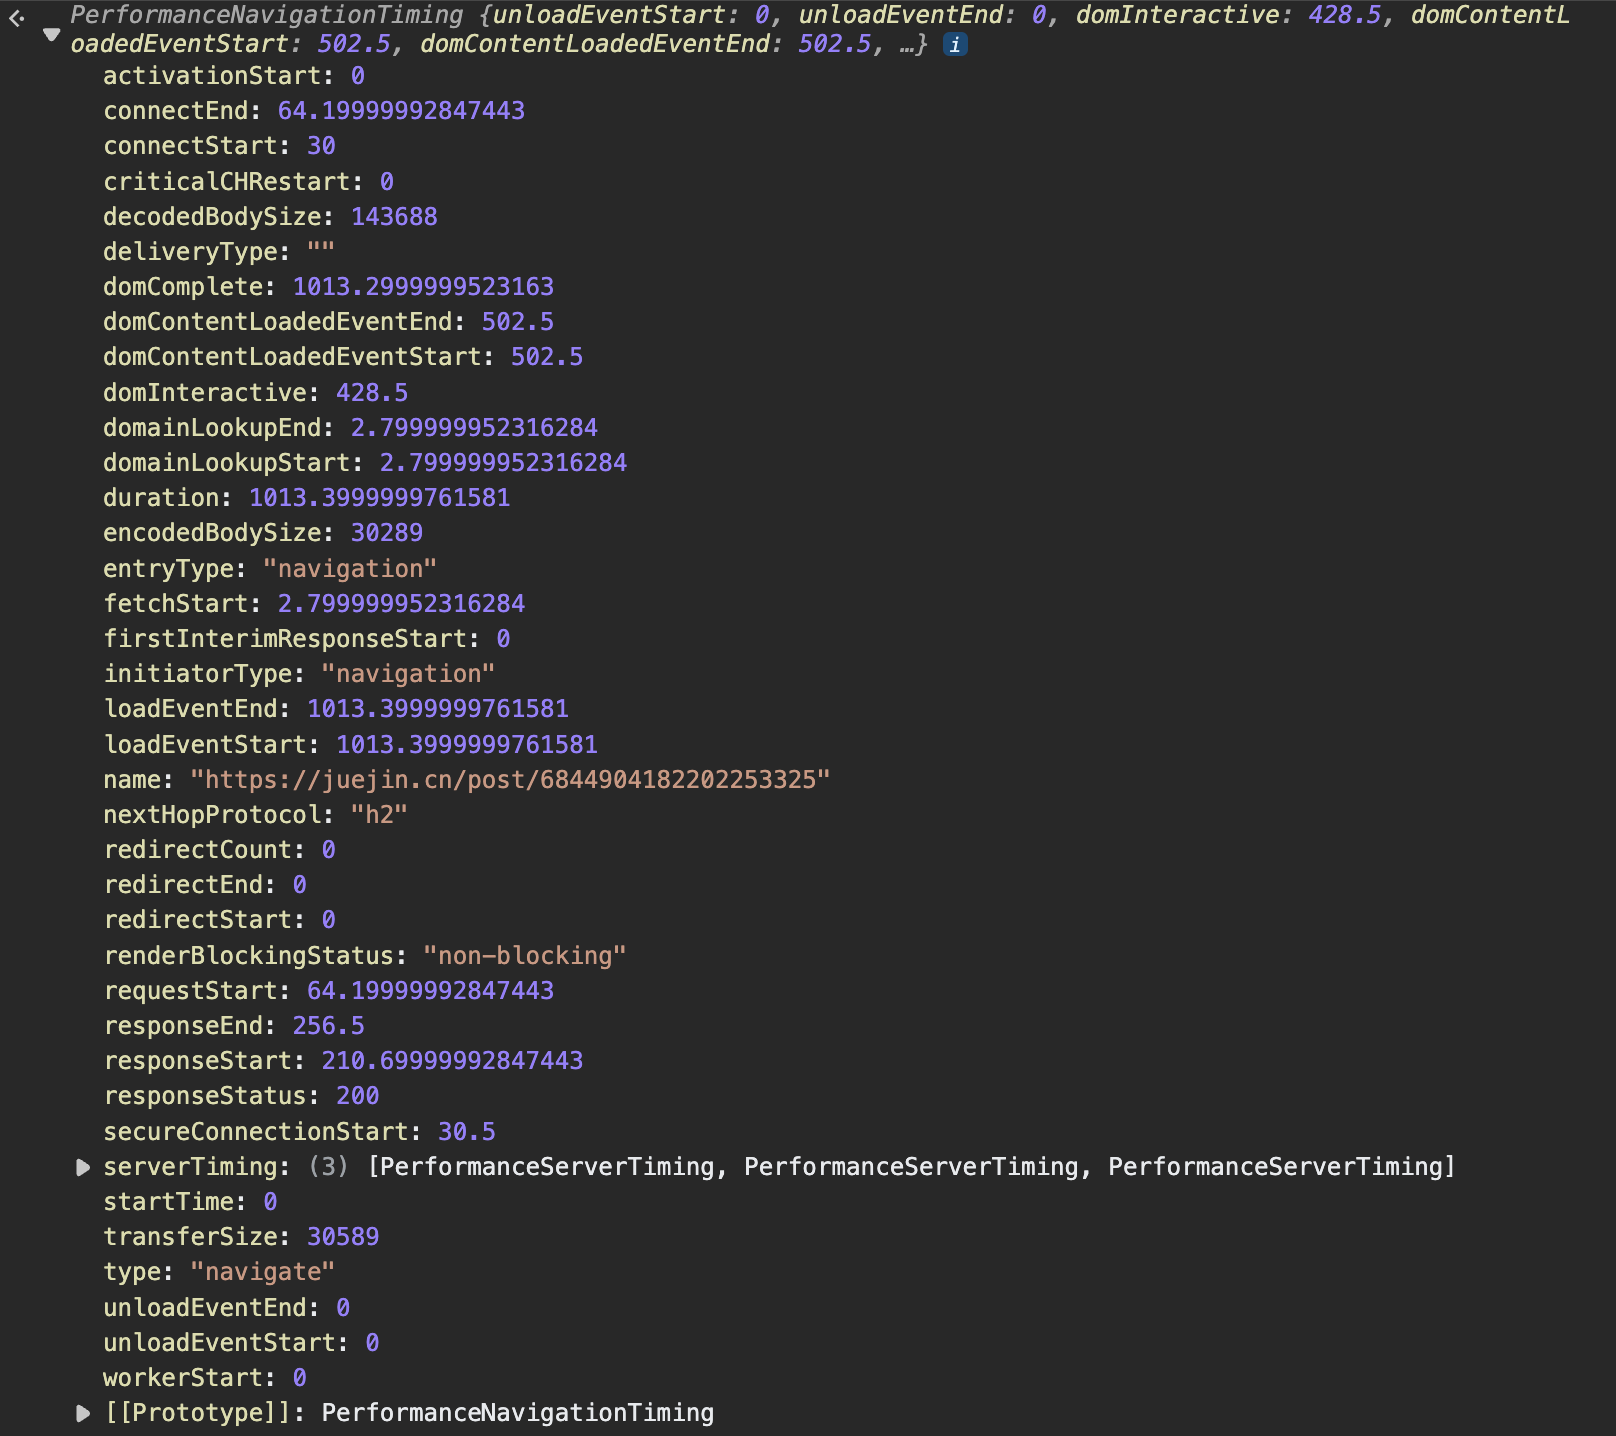 PerformanceNavigationTiming {unloadEventStart: 0, unloadEventEnd: 0, domInteractive: 428.5, domContentL
oadedEventStart: 502.5, domContentLoadedEventEnd: 502.5, …} i
activationStart: 0
connectEnd: 64.19999992847443
connectStart: 30
criticalCHRestart: 0
decodedBodySize: 143688
deliveryType: ""
domComplete: 1013.2999999523163
domContentLoadedEventEnd: 502.5
domContentLoadedEventStart: 502.5
domInteractive: 428.5
domainLookupEnd: 2.799999952316284
domainLookupStart: 2.799999952316284
duration: 1013.3999999761581
encodedBodySize: 30289
entryType: "navigation"
fetchStart: 2.799999952316284
firstInterimResponseStart: 0
initiatorType: "navigation"
loadEventEnd: 1013.3999999761581
loadEventStart: 1013.3999999761581
name: "https://juejin.cn/post/6844904182202253325"
nextHopProtocol: "h2"
redirectCount: 0
redirectEnd: 0
redirectStart: 0
renderBlockingStatus: "non-blocking"
requestStart: 64.19999992847443
responseEnd: 256.5
responseStart: 210.69999992847443
responseStatus: 200
secureConnectionStart: 30.5
serverTiming: (3) [PerformanceServerTiming, PerformanceServerTiming, PerformanceServerTiming]
startTime: 0
transferSize: 30589
type: "navigate"
unloadEventEnd: 0
unloadEventStart: 0
workerStart: 0
[[Prototype]]: PerformanceNavigationTiming